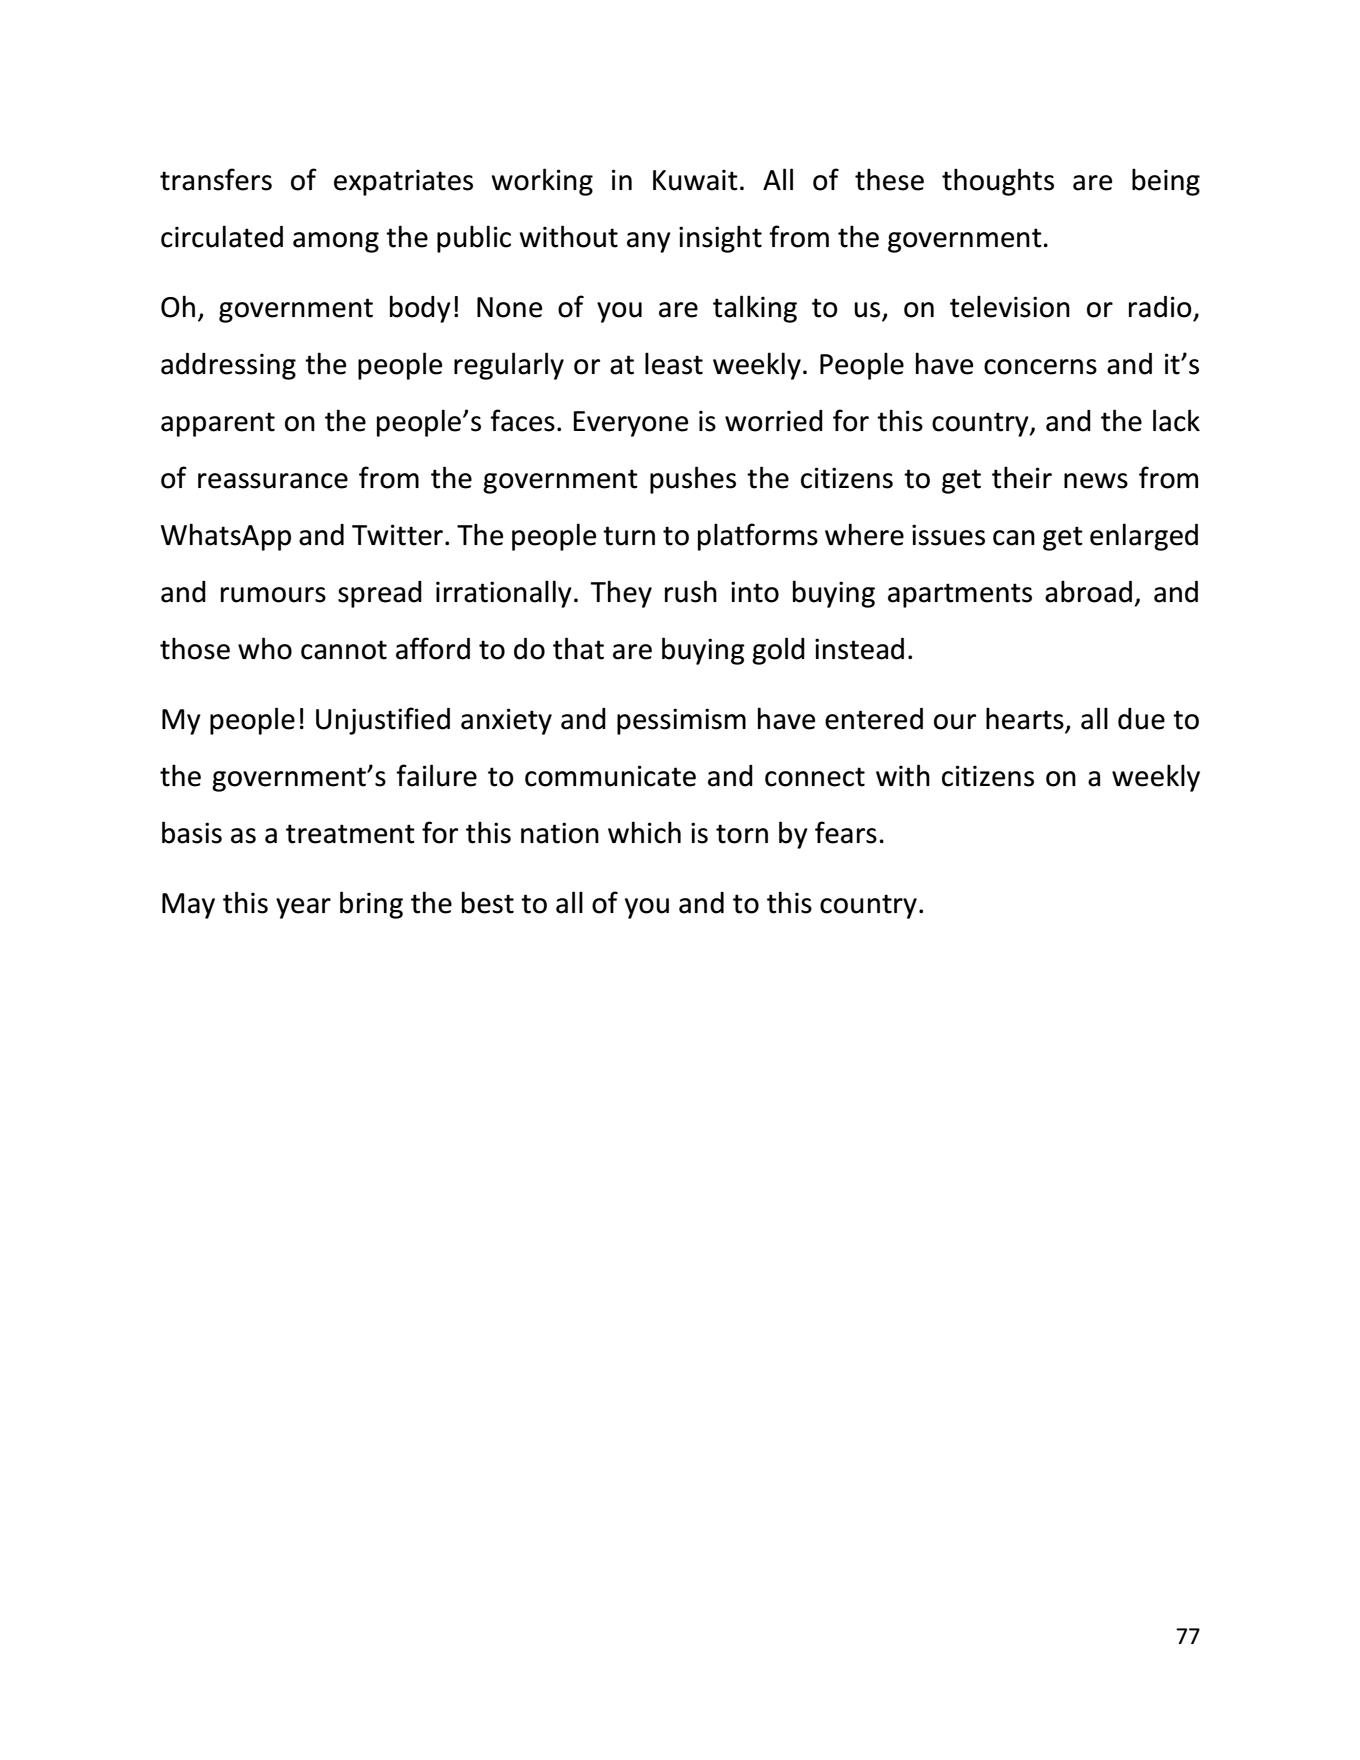 transfers of expatriates working in Kuwait. All of these thoughts are being
circulated among the public without any insight from the government.
Oh, government body! None of you are talking to us, on television or radio,
addressing the people regularly or at least weekly. People have concerns and it’s
apparent on the people’s faces. Everyone is worried for this country, and the lack
of reassurance from the government pushes the citizens to get their news from
WhatsApp and Twitter. The people turn to platforms where issues can get enlarged
and rumours spread irrationally. They rush into buying apartments abroad, and
those who cannot afford to do that are buying gold instead.
My people! Unjustified anxiety and pessimism have entered our hearts, all due to
the government’s failure to communicate and connect with citizens on a weekly
basis as a treatment for this nation which is torn by fears.
May this year bring the best to all of you and to this country.
77